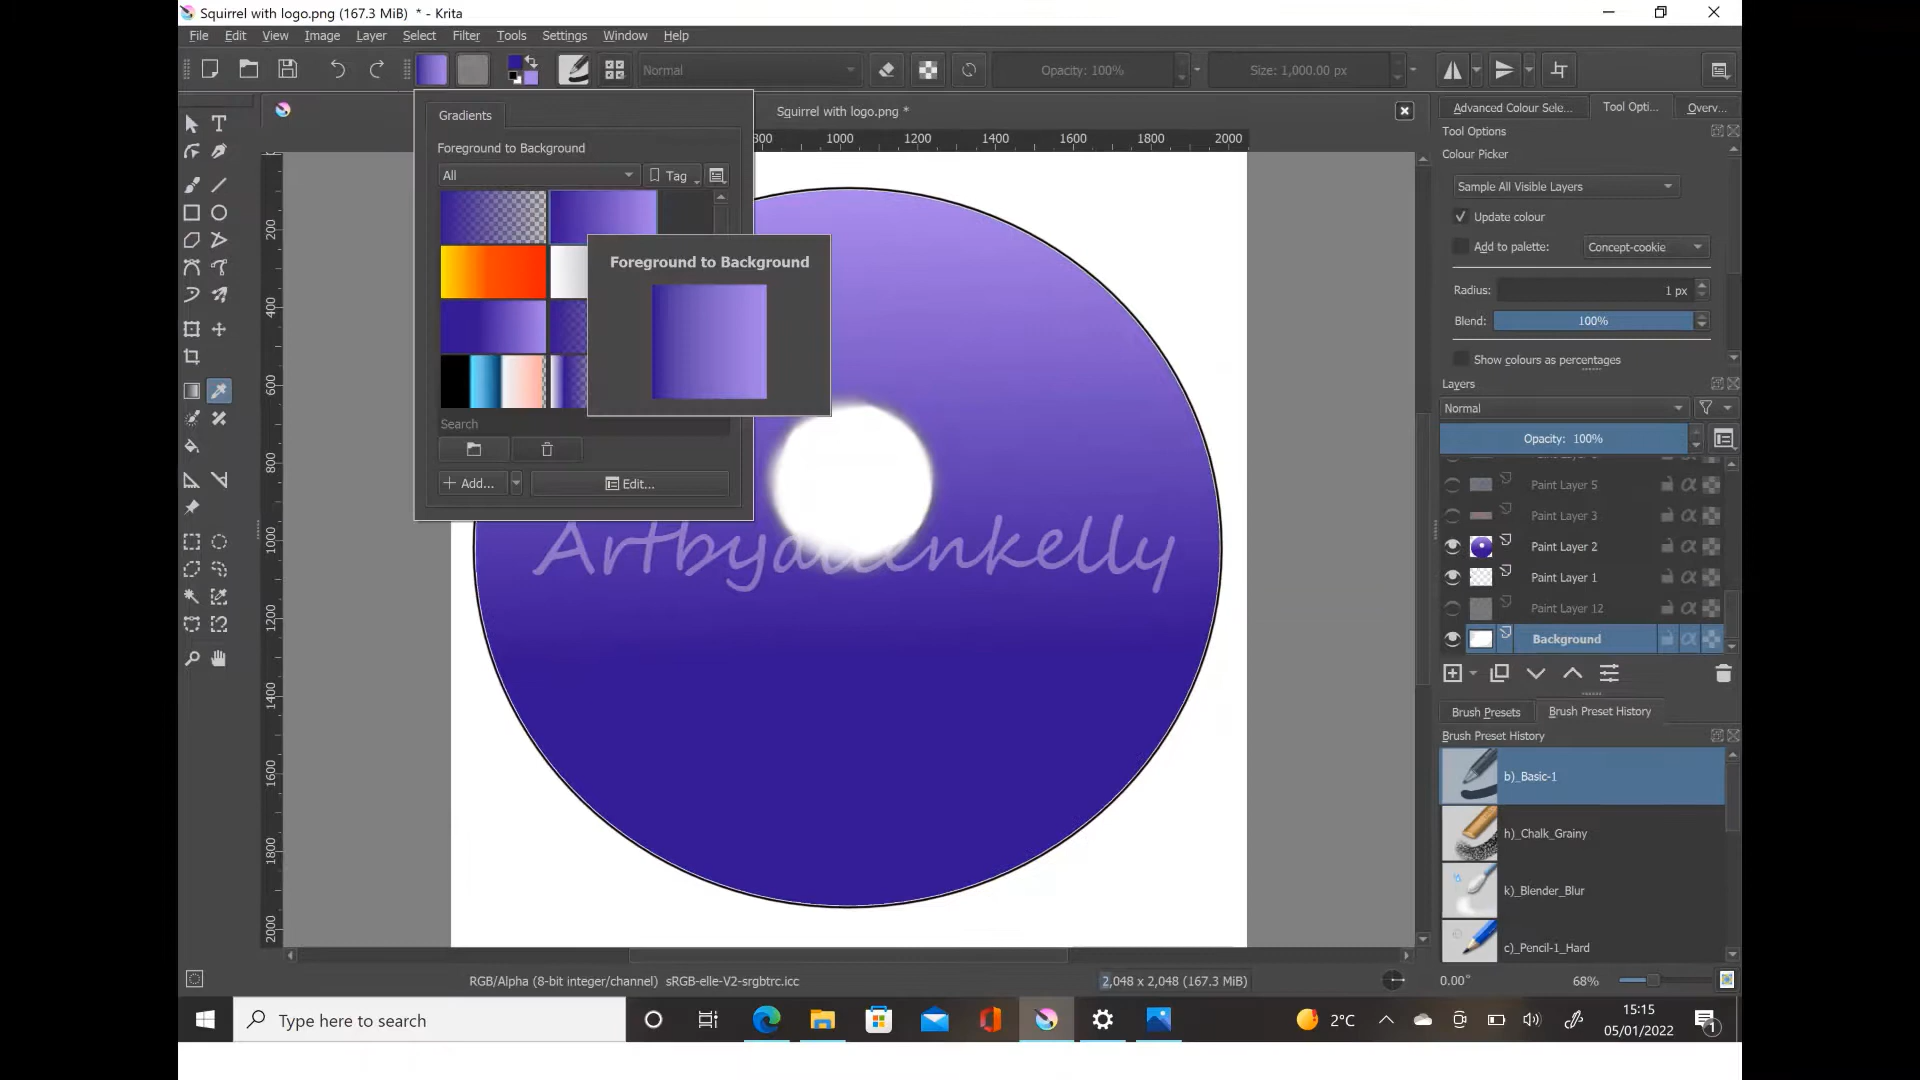 Squirrel with logo.png (167.3 MiB) * - Krita
File Edit View Image Layer Select Filter Tools Settings Window Help
Normal
Opacity: 100%
Size: 1,000.00 px
Squirrel with logo.png *
Gradients
Foreground to Background
All
Tag
Foreground to Background
Search
Add...
Edit...
800 1000 1200 1400 1600 1800 2000
200
400
600
800
1000
1200
1400
1600
1800
2000
Advanced Colour Sele... Tool Opti... Overv...
Tool Options
Colour Picker
Sample All Visible Layers
Update colour
Add to palette: Concept-cookie
Radius: 1 px
Blend: 100%
Show colours as percentages
Layers
Normal
Opacity: 100%
Paint Layer 5
Paint Layer 3
Paint Layer 2
Paint Layer 1
Paint Layer 12
Background
Brush Presets Brush Preset History
Brush Preset History
b)_Basic-1
h)_Chalk_Grainy
k)_Blender_Blur
c)_Pencil-1_Hard
RGB/Alpha (8-bit integer/channel) sRGB-elle-V2-srgbtrc.icc
2,048 x 2,048 (167.3 MiB)
0.00°
68%
Type here to search
2°C
15:15
05/01/2022
1